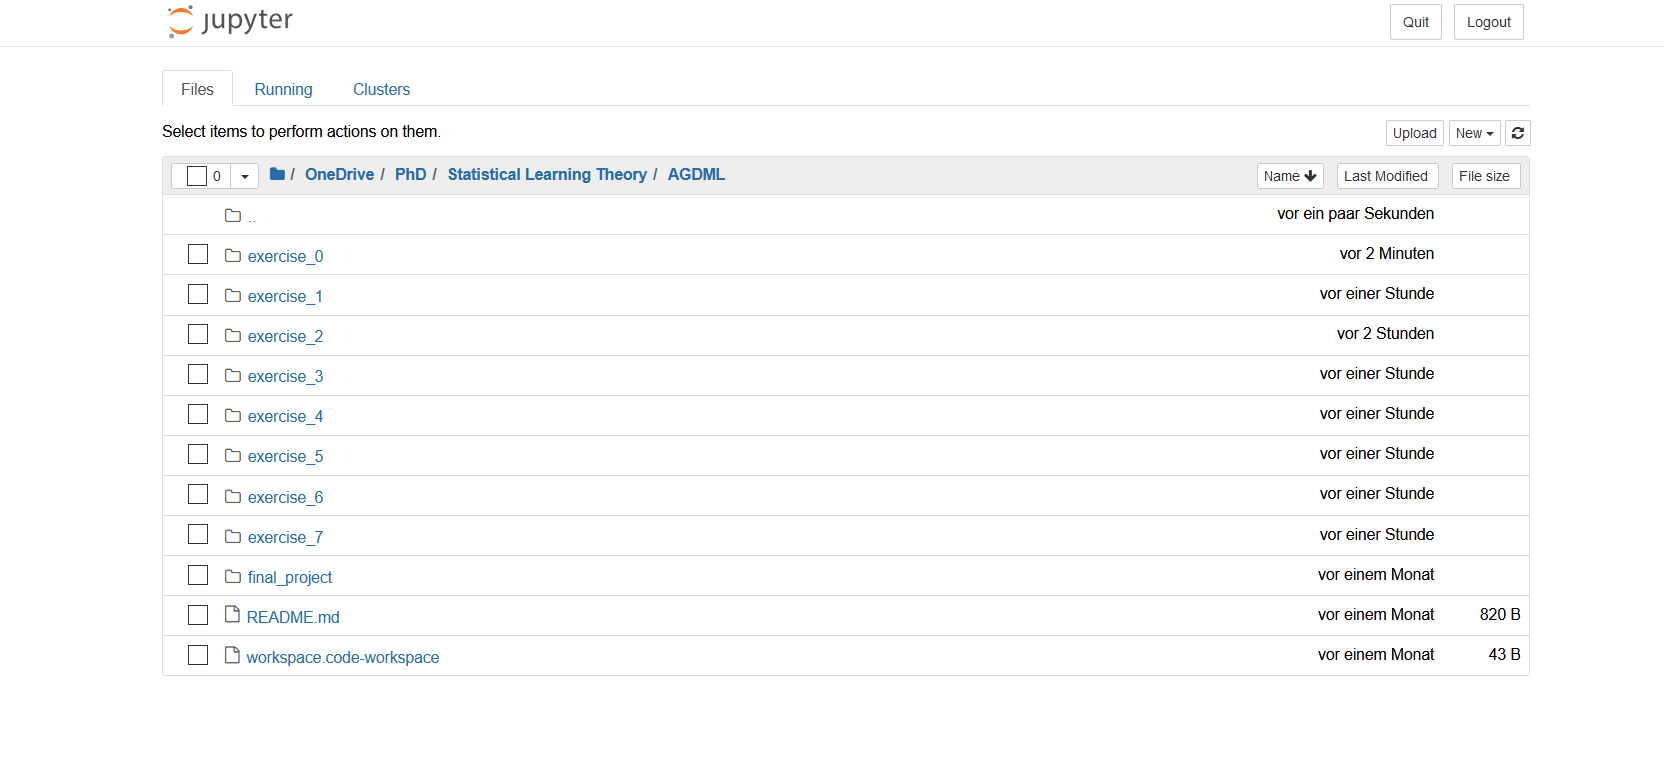 jupyter Quit Logout
Files Running Clusters
Select items to perform actions on them. Upload New
0 / OneDrive / PhD / Statistical Learning Theory / AGDML Name Last Modified File size
.. vor ein paar Sekunden
exercise_0 vor 2 Minuten
exercise_1 vor einer Stunde
exercise_2 vor 2 Stunden
exercise_3 vor einer Stunde
exercise_4 vor einer Stunde
exercise_5 vor einer Stunde
exercise_6 vor einer Stunde
exercise_7 vor einer Stunde
final_project vor einem Monat
README.md vor einem Monat 820 B
workspace.code-workspace vor einem Monat 43 B